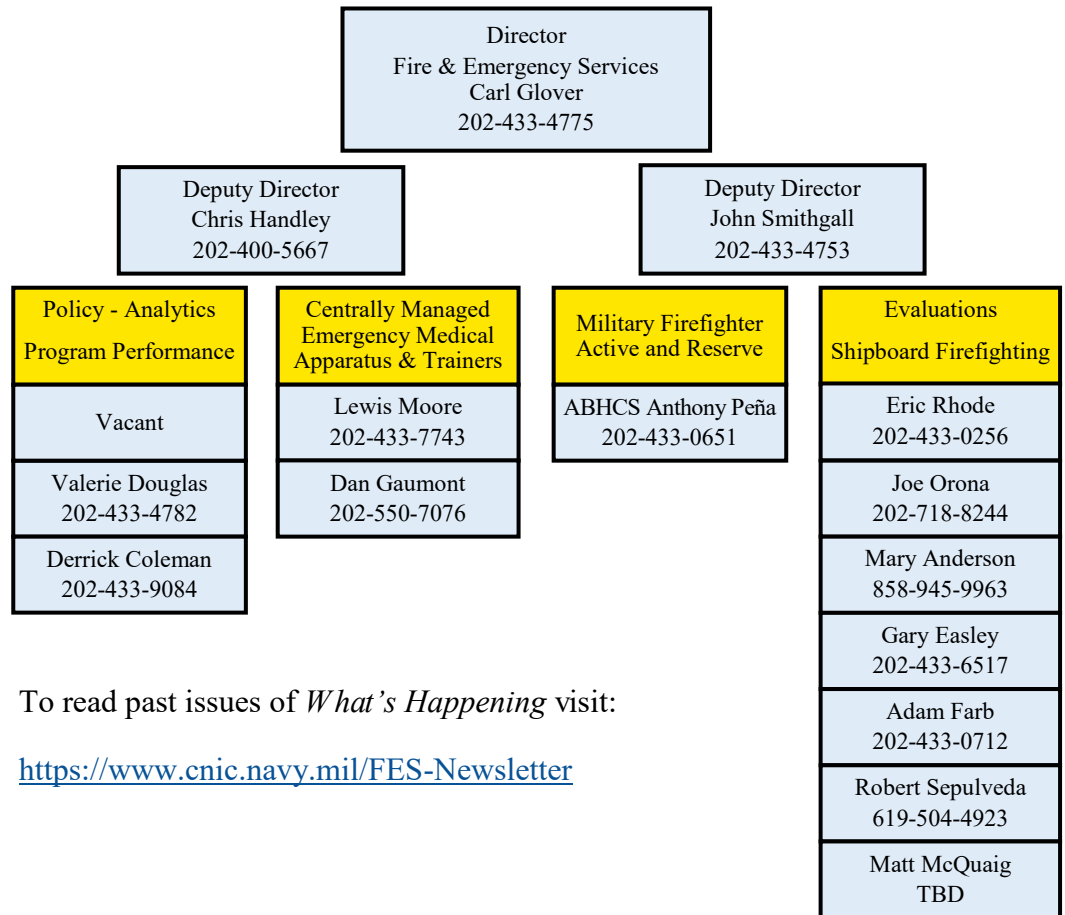 Director
Fire & Emergency Services
Carl Glover
202-433-4775
Deputy Director
Chris Handley
202-400-5667
Deputy Director
John Smithgall
202-433-4753
Policy - Analytics
Program Performance
Vacant
Valerie Douglas
202-433-4782
Derrick Coleman
202-433-9084
Centrally Managed
Emergency Medical
Apparatus & Trainers
Lewis Moore
202-433-7743
Dan Gaumont
202-550-7076
Military Firefighter
Active and Reserve
ABHCS Anthony Peña
202-433-0651
Evaluations
Shipboard Firefighting
Eric Rhode
202-433-0256
Joe Orona
202-718-8244
Mary Anderson
858-945-9963
Gary Easley
202-433-6517
Adam Farb
202-433-0712
Robert Sepulveda
619-504-4923
Matt McQuaig
TBD
To read past issues of What’s Happening visit:
https://www.cnic.navy.mil/FES-Newsletter